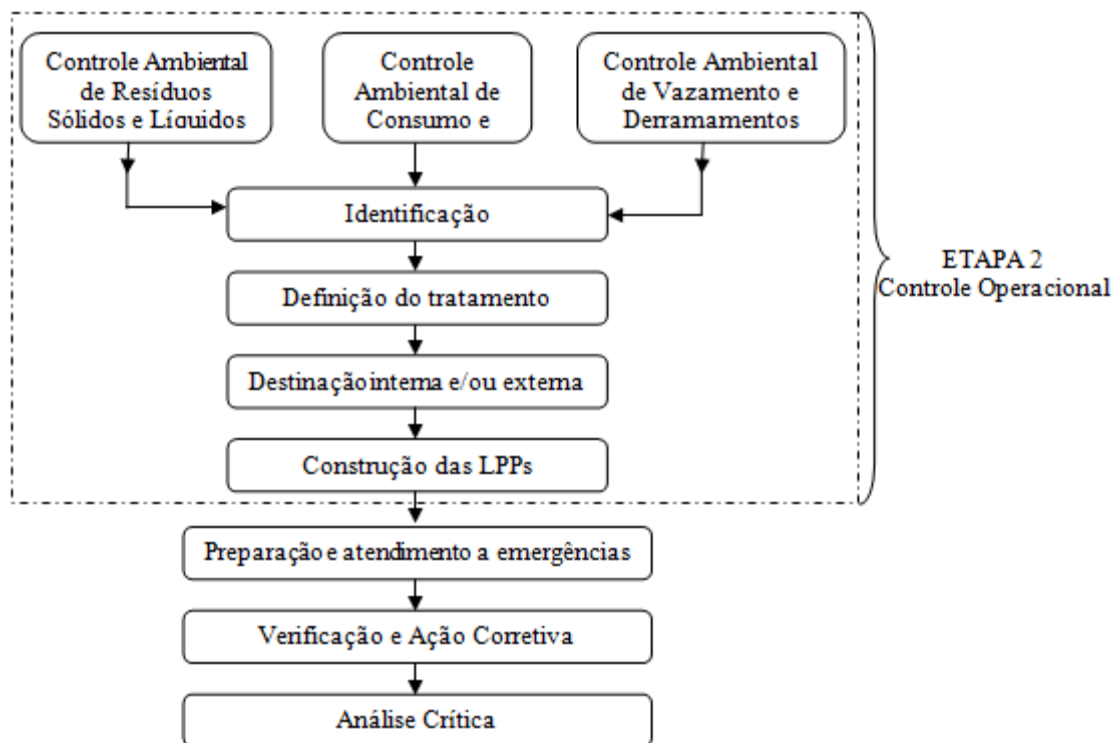 Controle Ambiental
de Resíduos
Sólidos e Líquidos
Controle
Ambiental de
Consumo e
Controle Ambiental
de Vazamento e
Derramamentos
Identificação
Definição do tratamento
Destinação interna e/ou externa
Construção das LPPs
ETAPA 2
Controle Operacional
Preparação e atendimento a emergências
Verificação e Ação Corretiva
Análise Crítica